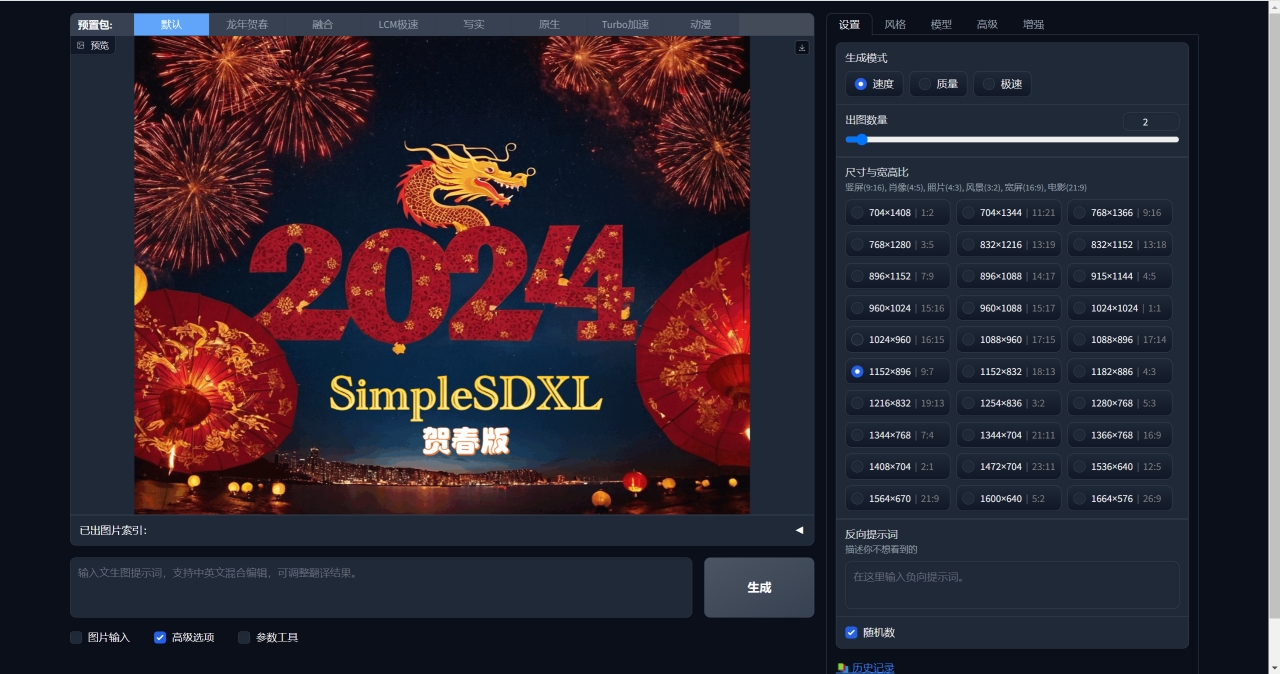 预置包: 默认 龙年贺春 融合 LCM极速 写实 原生 Turbo加速 动漫
预览
2024
SimpleSDXL
贺春版
已出图片索引:
输入文生图提示词，支持中英文混合编辑，可调整翻译结果。
生成
图片输入 高级选项 参数工具
设置 风格 模型 高级 增强
生成模式
速度 质量 极速
出图数量 2
尺寸与宽高比
竖屏(9:16), 肖像(4:5), 照片(4:3), 风景(3:2), 宽屏(16:9), 电影(21:9)
704×1408 | 1:2 704×1344 | 11:21 768×1366 | 9:16
768×1280 | 3:5 832×1216 | 13:19 832×1152 | 13:18
896×1152 | 7:9 896×1088 | 14:17 915×1144 | 4:5
960×1024 | 15:16 960×1088 | 15:17 1024×1024 | 1:1
1024×960 | 16:15 1088×960 | 17:15 1088×896 | 17:14
1152×896 | 9:7 1152×832 | 18:13 1182×886 | 4:3
1216×832 | 19:13 1254×836 | 3:2 1280×768 | 5:3
1344×768 | 7:4 1344×704 | 21:11 1366×768 | 16:9
1408×704 | 2:1 1472×704 | 23:11 1536×640 | 12:5
1564×670 | 21:9 1600×640 | 5:2 1664×576 | 26:9
反向提示词
描述你不想看到的
在这里输入负向提示词。
随机数
历史记录